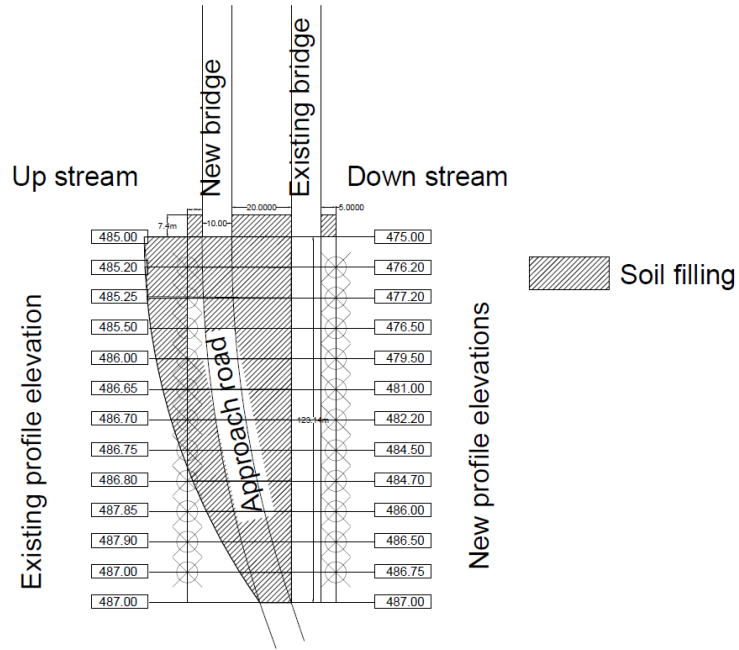 New bridge
Existing bridge
Up stream
Down stream
20.0000
5.0000
7.4m
10.00
485.00
475.00
485.20
476.20
Soil filling
485.25
477.20
485.50
476.50
486.00
479.50
486.65
481.00
486.70
482.20
486.75
484.50
486.80
484.70
487.85
486.00
487.90
486.50
487.00
486.75
487.00
487.00
Approach road
123.14m
Existing profile elevation
New profile elevations